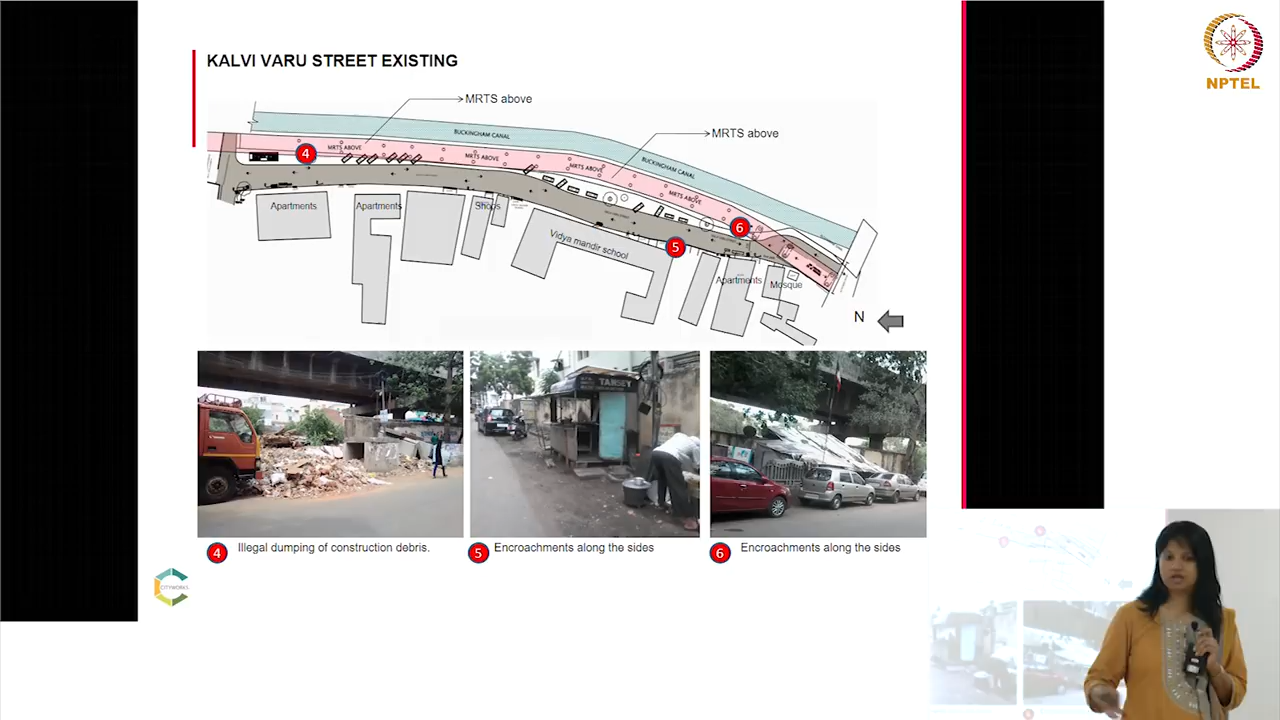 KALVI VARU STREET EXISTING
NPTEL
MRTS above
MRTS above
BUCKINGHAM CANAL
BUCKINGHAM CANAL
MRTS ABOVE
MRTS ABOVE
MRTS ABOVE
MRTS ABOVE
4
6
5
Apartments
Apartments
Shops
Vidya mandir school
Apartments
Mosque
N
TANSEY
4 Illegal dumping of construction debris.
5 Encroachments along the sides
6 Encroachments along the sides
CITYWORKS